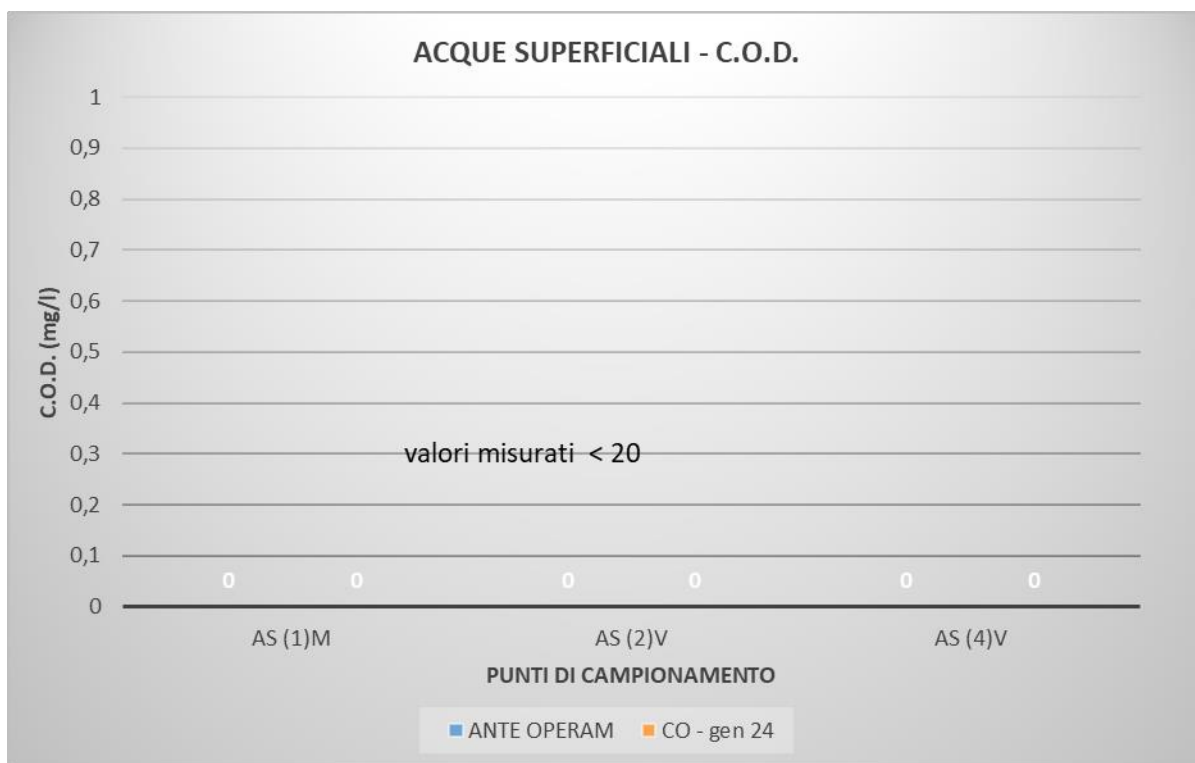 ACQUE SUPERFICIALI - C.O.D.
C.O.D. (mg/l)
1
0,9
0,8
0,7
0,6
0,5
0,4
0,3
0,2
0,1
0
valori misurati < 20
0 0 0 0 0 0
AS (1)M AS (2)V AS (4)V
PUNTI DI CAMPIONAMENTO
ANTE OPERAM CO - gen 24